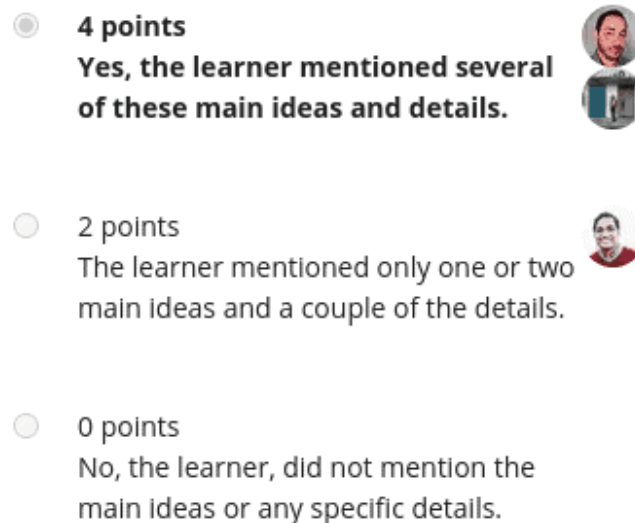 4 points
Yes, the learner mentioned several
of these main ideas and details.
2 points
The learner mentioned only one or two
main ideas and a couple of the details.
0 points
No, the learner, did not mention the
main ideas or any specific details.